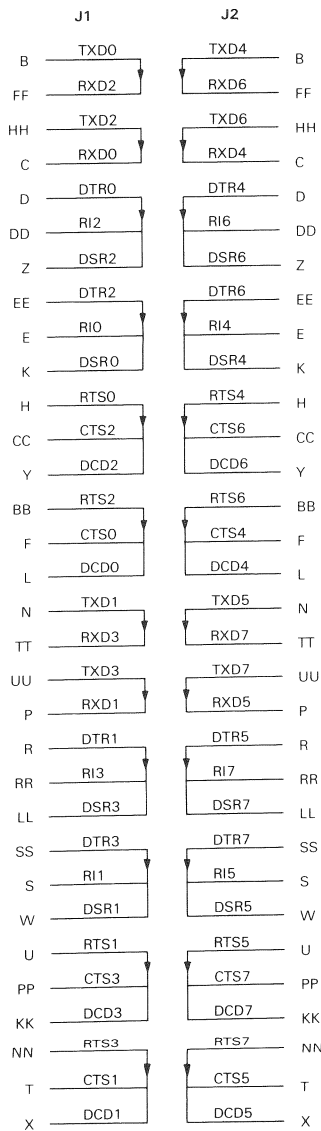 J1 J2
B TXD0 TXD4 B
FF RXD2 RXD6 FF
HH TXD2 TXD6 HH
C RXD0 RXD4 C
D DTR0 DTR4 D
DD RI2 RI6 DD
Z DSR2 DSR6 Z
EE DTR2 DTR6 EE
E RI0 RI4 E
K DSR0 DSR4 K
H RTS0 RTS4 H
CC CTS2 CTS6 CC
Y DCD2 DCD6 Y
BB RTS2 RTS6 BB
F CTS0 CTS4 F
L DCD0 DCD4 L
N TXD1 TXD5 N
TT RXD3 RXD7 TT
UU TXD3 TXD7 UU
P RXD1 RXD5 P
R DTR1 DTR5 R
RR RI3 RI7 RR
LL DSR3 DSR7 LL
SS DTR3 DTR7 SS
S RI1 RI5 S
W DSR1 DSR5 W
U RTS1 RTS5 U
PP CTS3 CTS7 PP
KK DCD3 DCD7 KK
NN RTS3 RTS7 NN
T CTS1 CTS5 T
X DCD1 DCD5 X